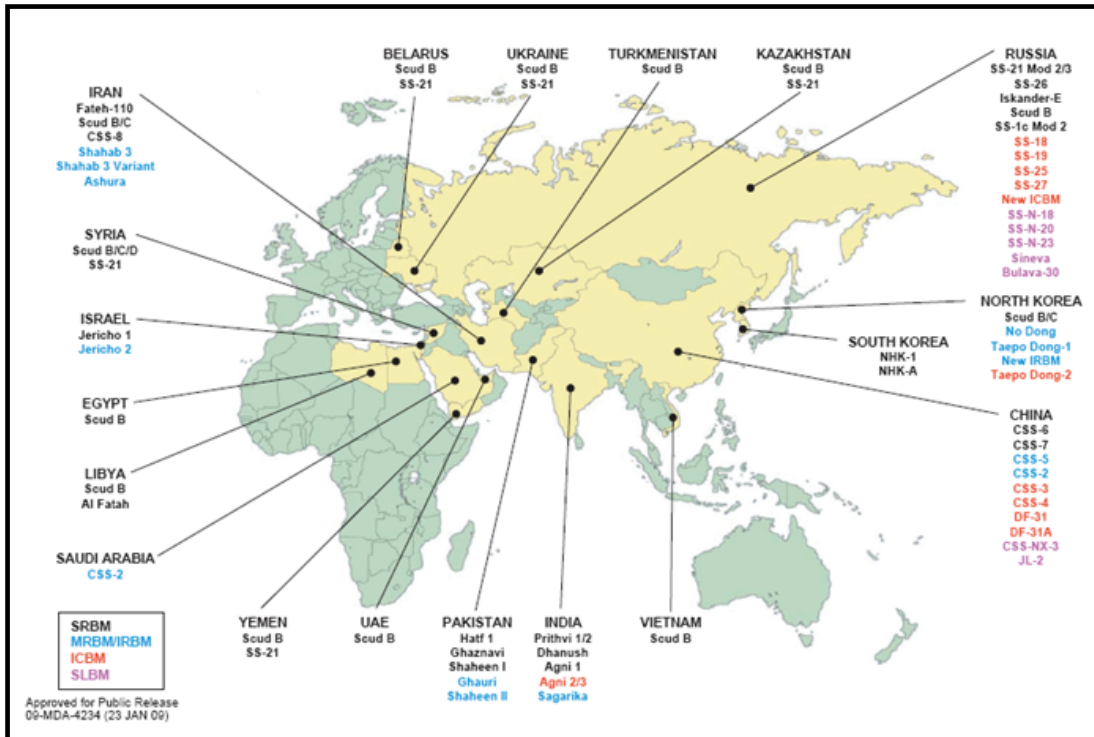 BELARUS
Scud B
SS-21
UKRAINE
Scud B
SS-21
TURKMENISTAN
Scud B
KAZAKHSTAN
Scud B
SS-21
RUSSIA
SS-21 Mod 2/3
SS-26
Iskander-E
Scud B
SS-1c Mod 2
SS-18
SS-19
SS-25
SS-27
New ICBM
SS-N-18
SS-N-20
SS-N-23
Sineva
Bulava-30
IRAN
Fateh-110
Scud B/C
CSS-8
Shahab 3
Shahab 3 Variant
Ashura
SYRIA
Scud B/C/D
SS-21
ISRAEL
Jericho 1
Jericho 2
EGYPT
Scud B
LIBYA
Scud B
Al Fatah
SAUDI ARABIA
CSS-2
NORTH KOREA
Scud B/C
No Dong
Taepo Dong-1
New IRBM
Taepo Dong-2
SOUTH KOREA
NHK-1
NHK-A
CHINA
CSS-6
CSS-7
CSS-5
CSS-2
CSS-3
CSS-4
DF-31
DF-31A
CSS-NX-3
JL-2
YEMEN
Scud B
SS-21
UAE
Scud B
PAKISTAN
Hatf 1
Ghaznavi
Shaheen I
Ghauri
Shaheen II
INDIA
Prithvi 1/2
Dhanush
Agni 1
Agni 2/3
Sagarika
VIETNAM
Scud B
SRBM
MRBM/IRBM
ICBM
SLBM
Approved for Public Release
09-MDA-4234 (23 JAN 09)